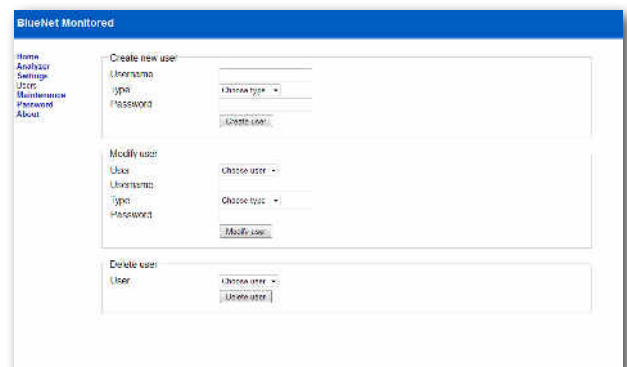 BlueNet Monitored
Home
Analyzer
Settings
Users
Maintenance
Password
About
Create new user
Username
Type
Choose type
Password
Create user
Modify user
User
Choose user
Username
Type
Choose type
Password
Modify user
Delete user
User
Choose user
Delete user